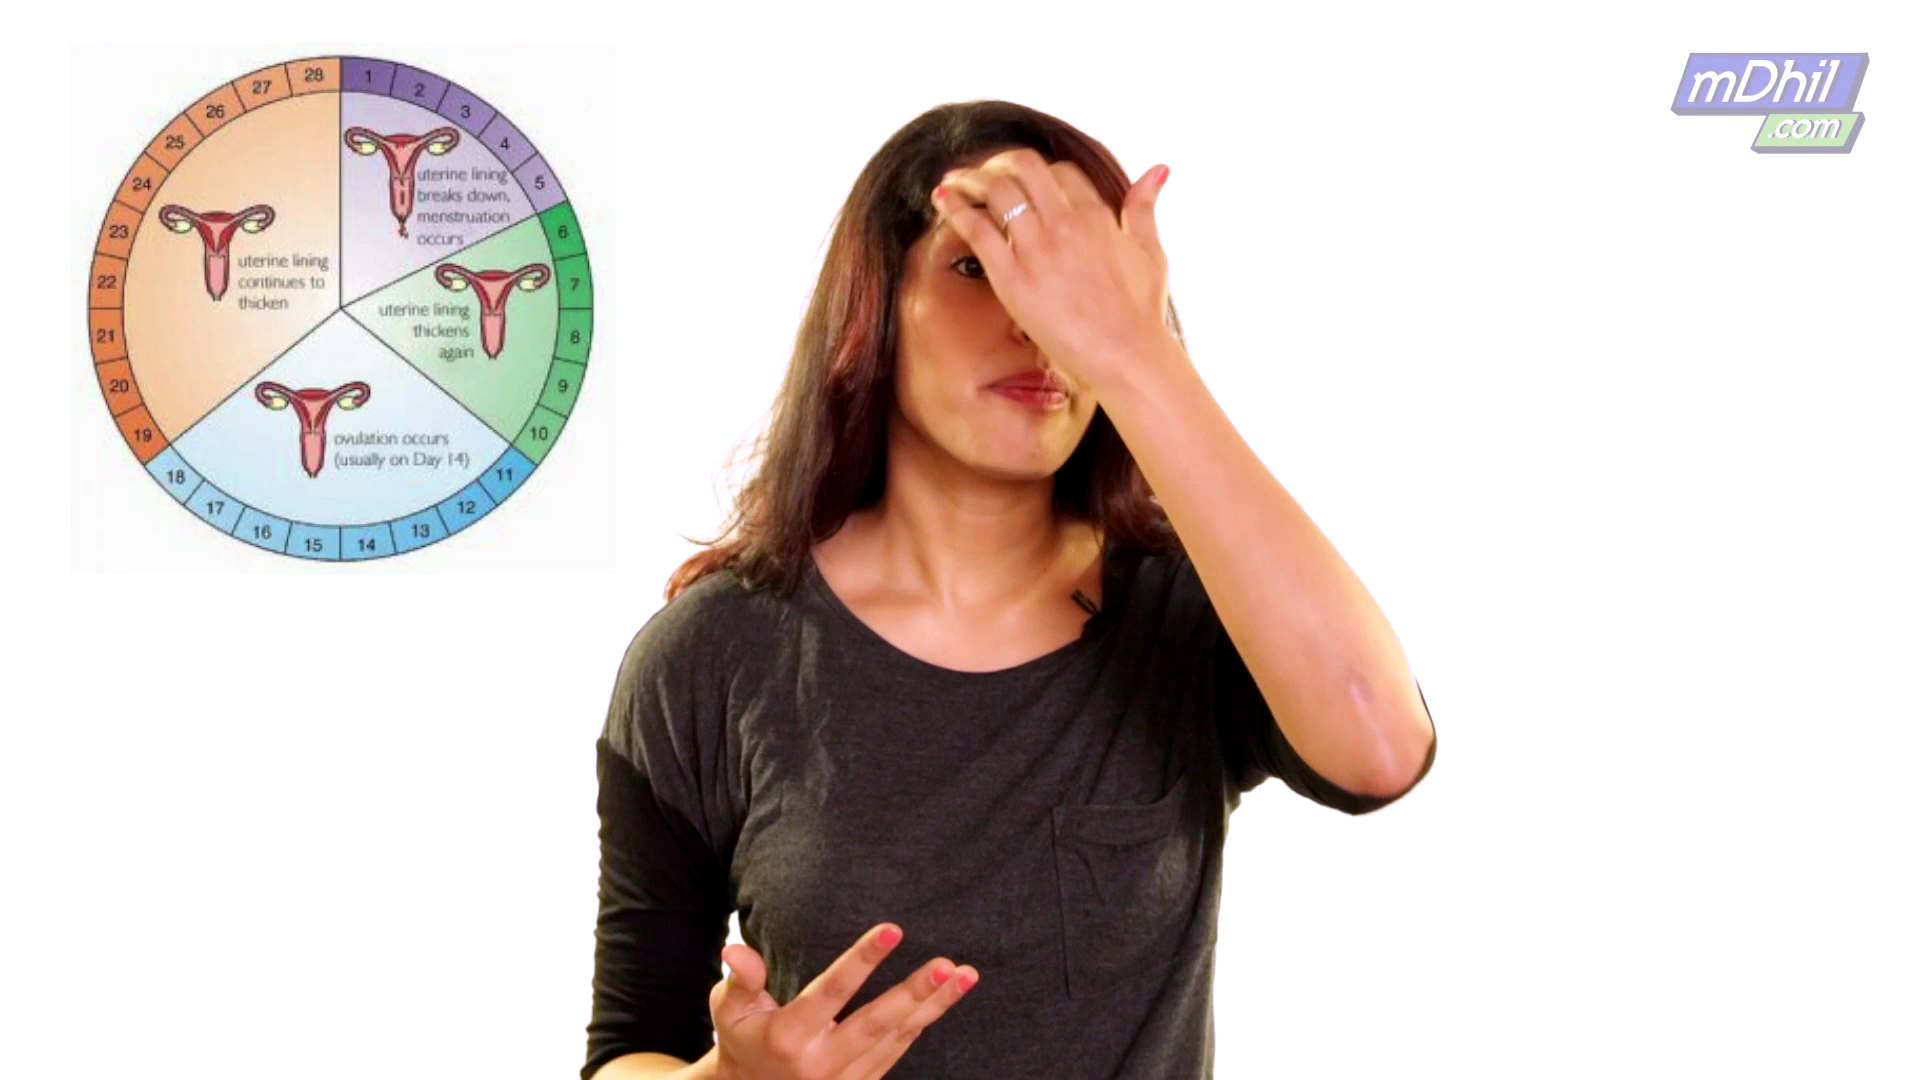 28
1
2
3
4
5
6
7
8
9
10
11
12
13
14
15
16
17
18
19
20
21
22
23
24
25
26
27
uterine lining
breaks down,
menstruation
occurs
uterine lining
thickens
again
ovulation occurs
(usually on Day 14)
uterine lining
continues to
thicken
mDhil
.com